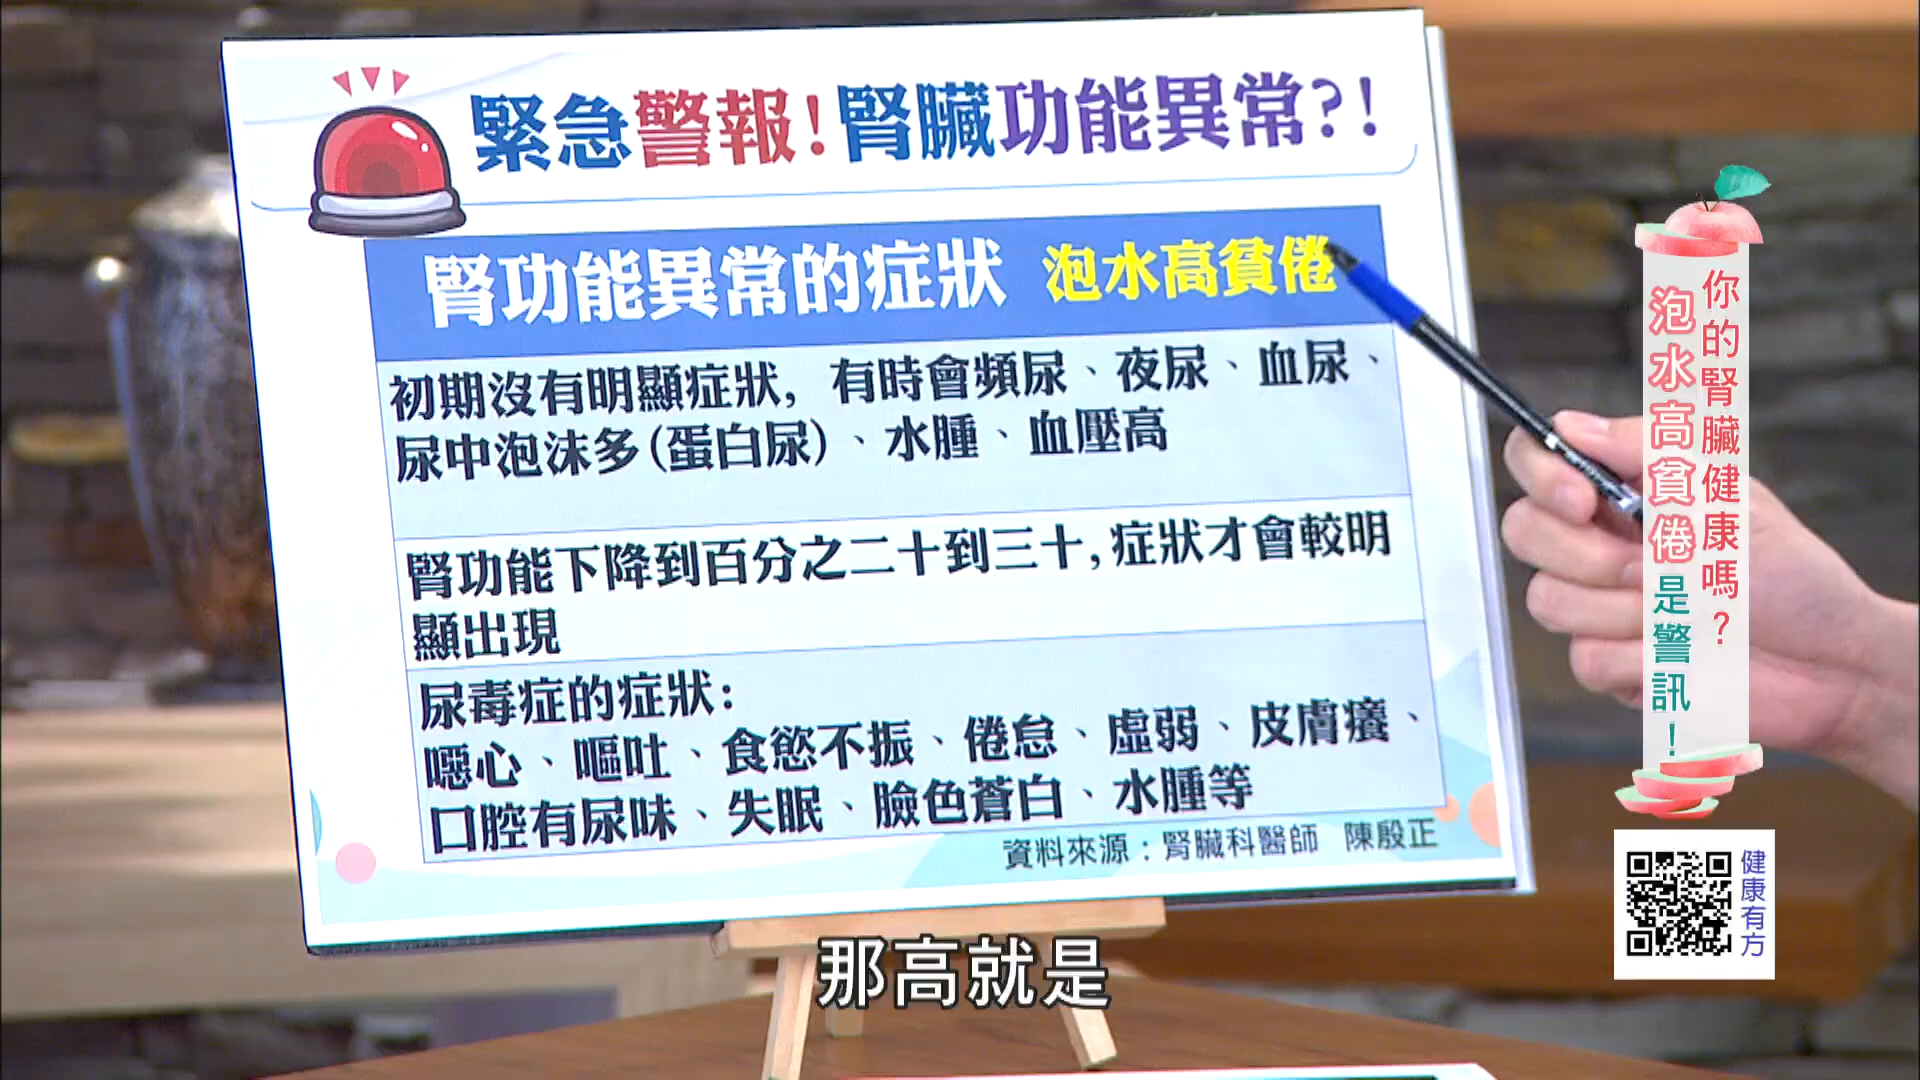 緊急警報!腎臟功能異常?!
腎功能異常的症狀 泡水高貧倦
初期沒有明顯症狀,有時會頻尿、夜尿、血尿、
尿中泡沫多(蛋白尿)、水腫、血壓高
腎功能下降到百分之二十到三十,症狀才會較明
顯出現
尿毒症的症狀:
噁心、嘔吐、食慾不振、倦怠、虛弱、皮膚癢、
口腔有尿味、失眠、臉色蒼白、水腫等
資料來源:腎臟科醫師 陳殷正
你的腎臟健康嗎?
泡水高貧倦是警訊!
健康有方
那高就是